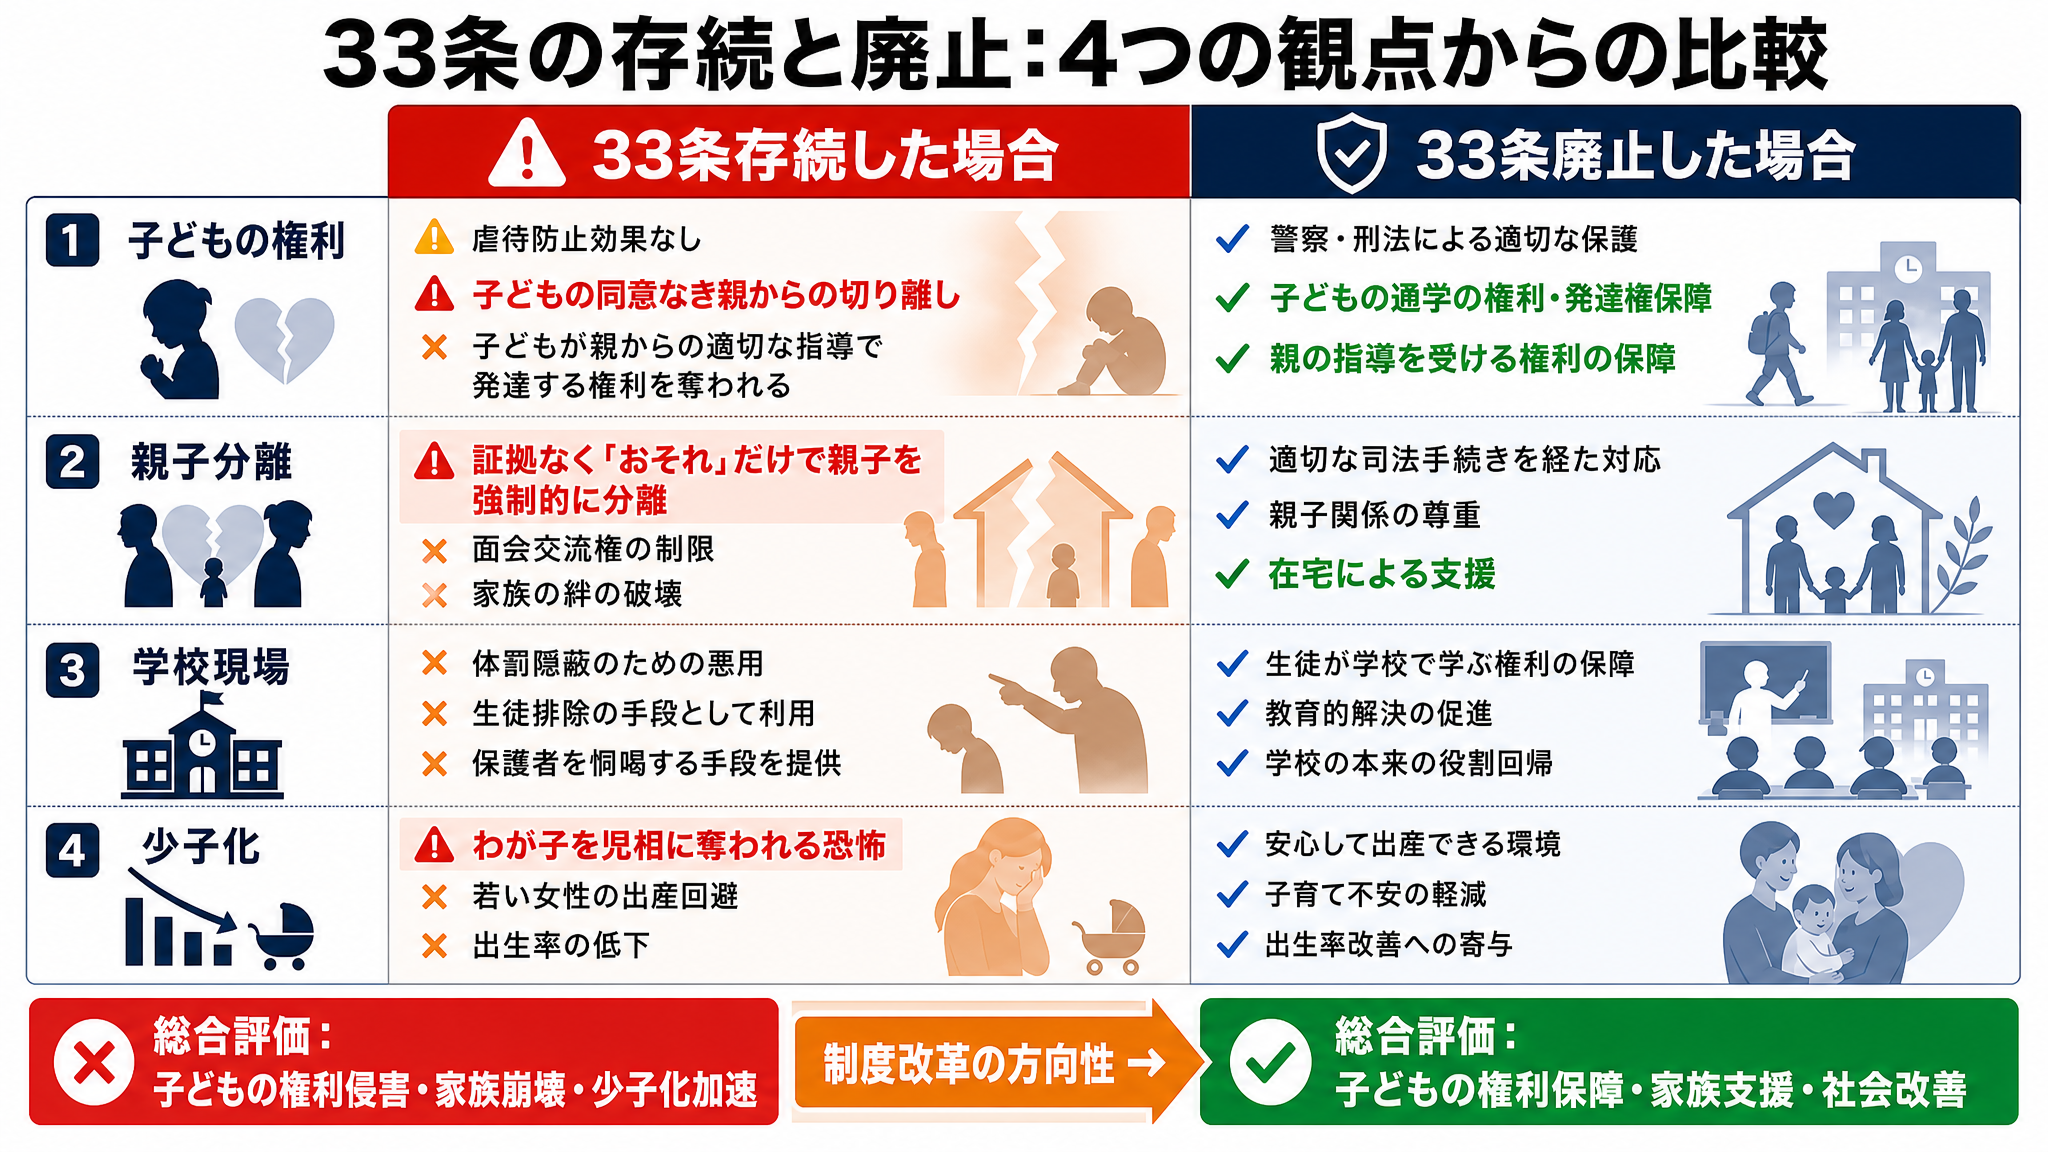 33条の存続と廃止：4つの観点からの比較
33条存続した場合
33条廃止した場合
1 子どもの権利
虐待防止効果なし
子どもの同意なき親からの切り離し
子どもが親からの適切な指導で
発達する権利を奪われる
警察・刑法による適切な保護
子どもの通学の権利・発達権保障
親の指導を受ける権利の保障
2 親子分離
証拠なく「おそれ」だけで親子を
強制的に分離
面会交流権の制限
家族の絆の破壊
適切な司法手続きを経た対応
親子関係の尊重
在宅による支援
3 学校現場
体罰隠蔽のための悪用
生徒排除の手段として利用
保護者を恫喝する手段を提供
生徒が学校で学ぶ権利の保障
教育的解決の促進
学校の本来の役割回帰
4 少子化
わが子を児相に奪われる恐怖
若い女性の出産回避
出生率の低下
安心して出産できる環境
子育て不安の軽減
出生率改善への寄与
総合評価：
子どもの権利侵害・家族崩壊・少子化加速
制度改革の方向性→
総合評価：
子どもの権利保障・家族支援・社会改善